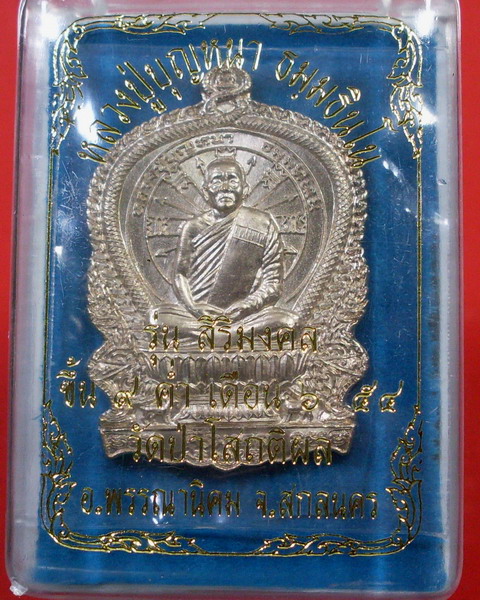 หลวงปู่บุญหนา ธมฺมทินฺโน
รุ่น สิริมงคล
ขึ้น ๙ ค่ำ เดือน ๖ ๕๔
วัดป่าโสตถิผล
อ.พรรณานิคม จ.สกลนคร